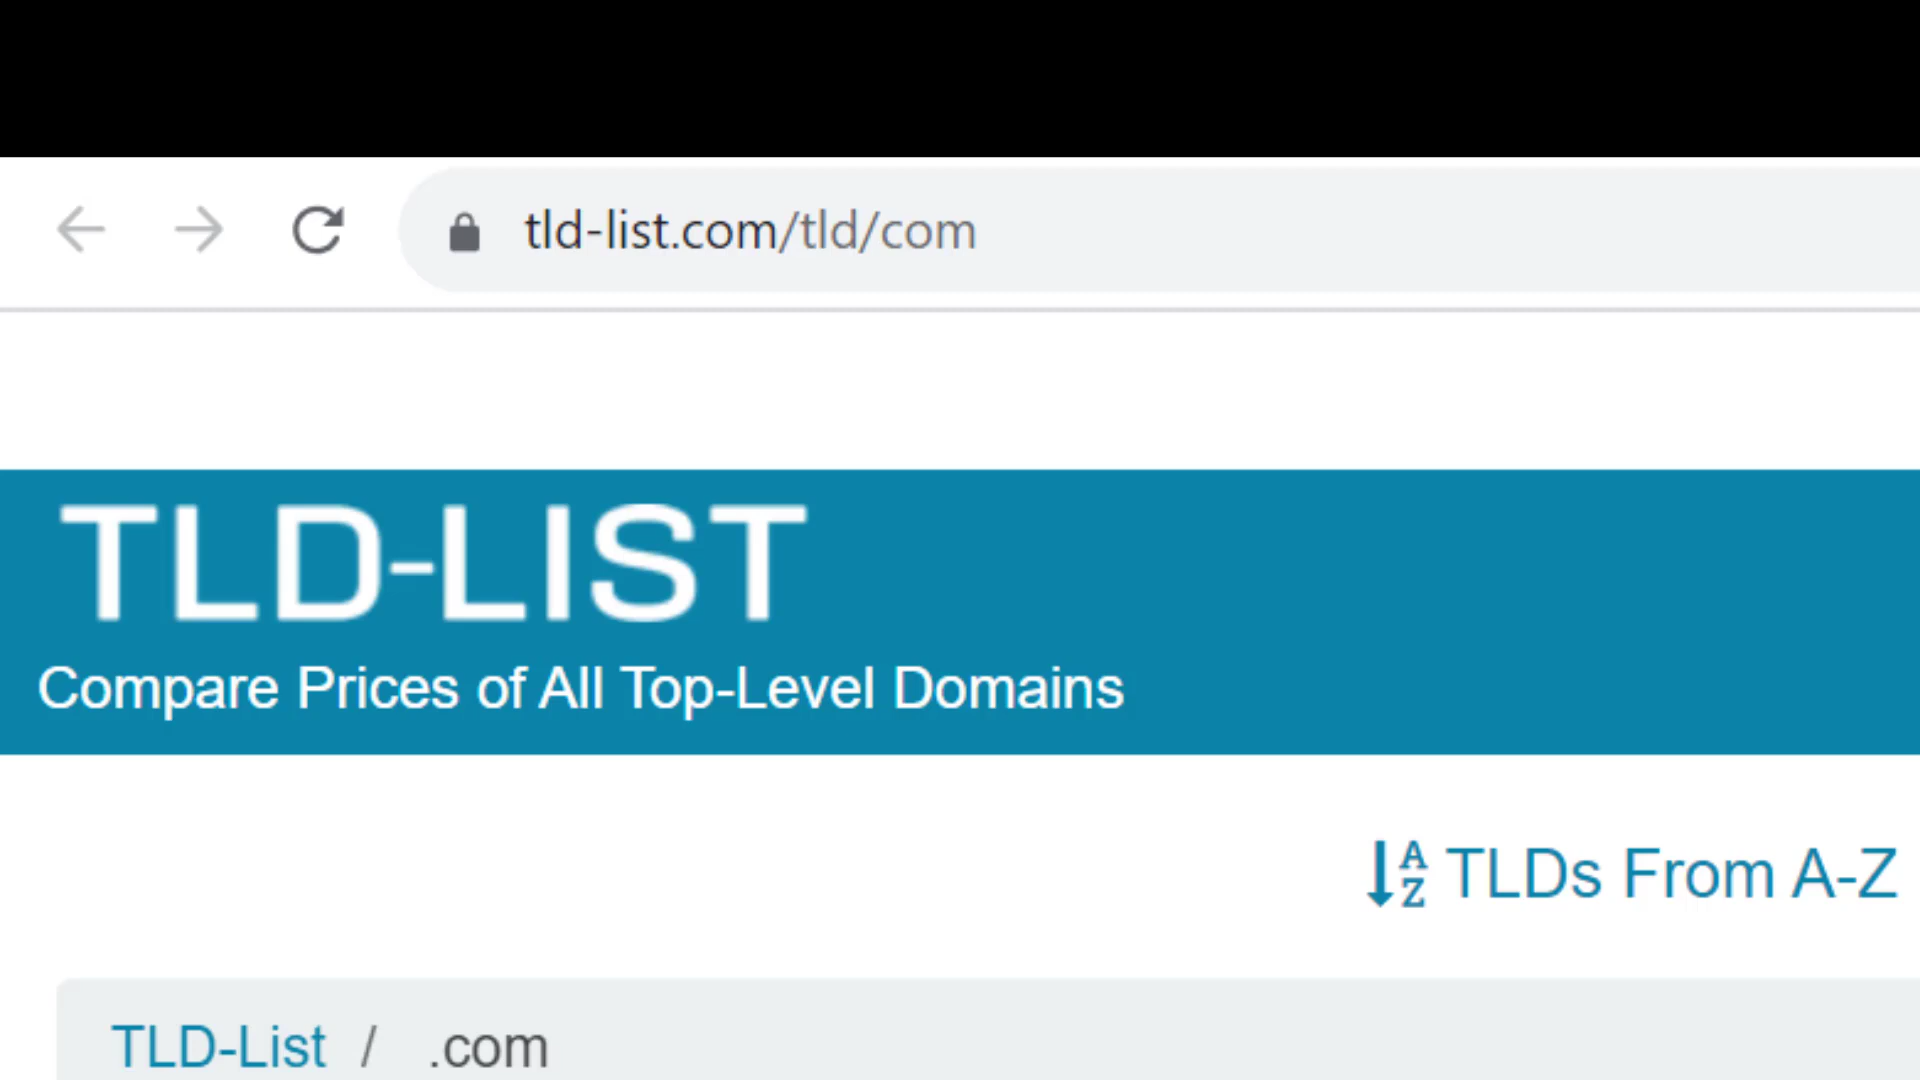 tld-list.com/tld/com
TLD-LIST
Compare Prices of All Top-Level Domains
TLDs From A-Z
TLD-List / .com